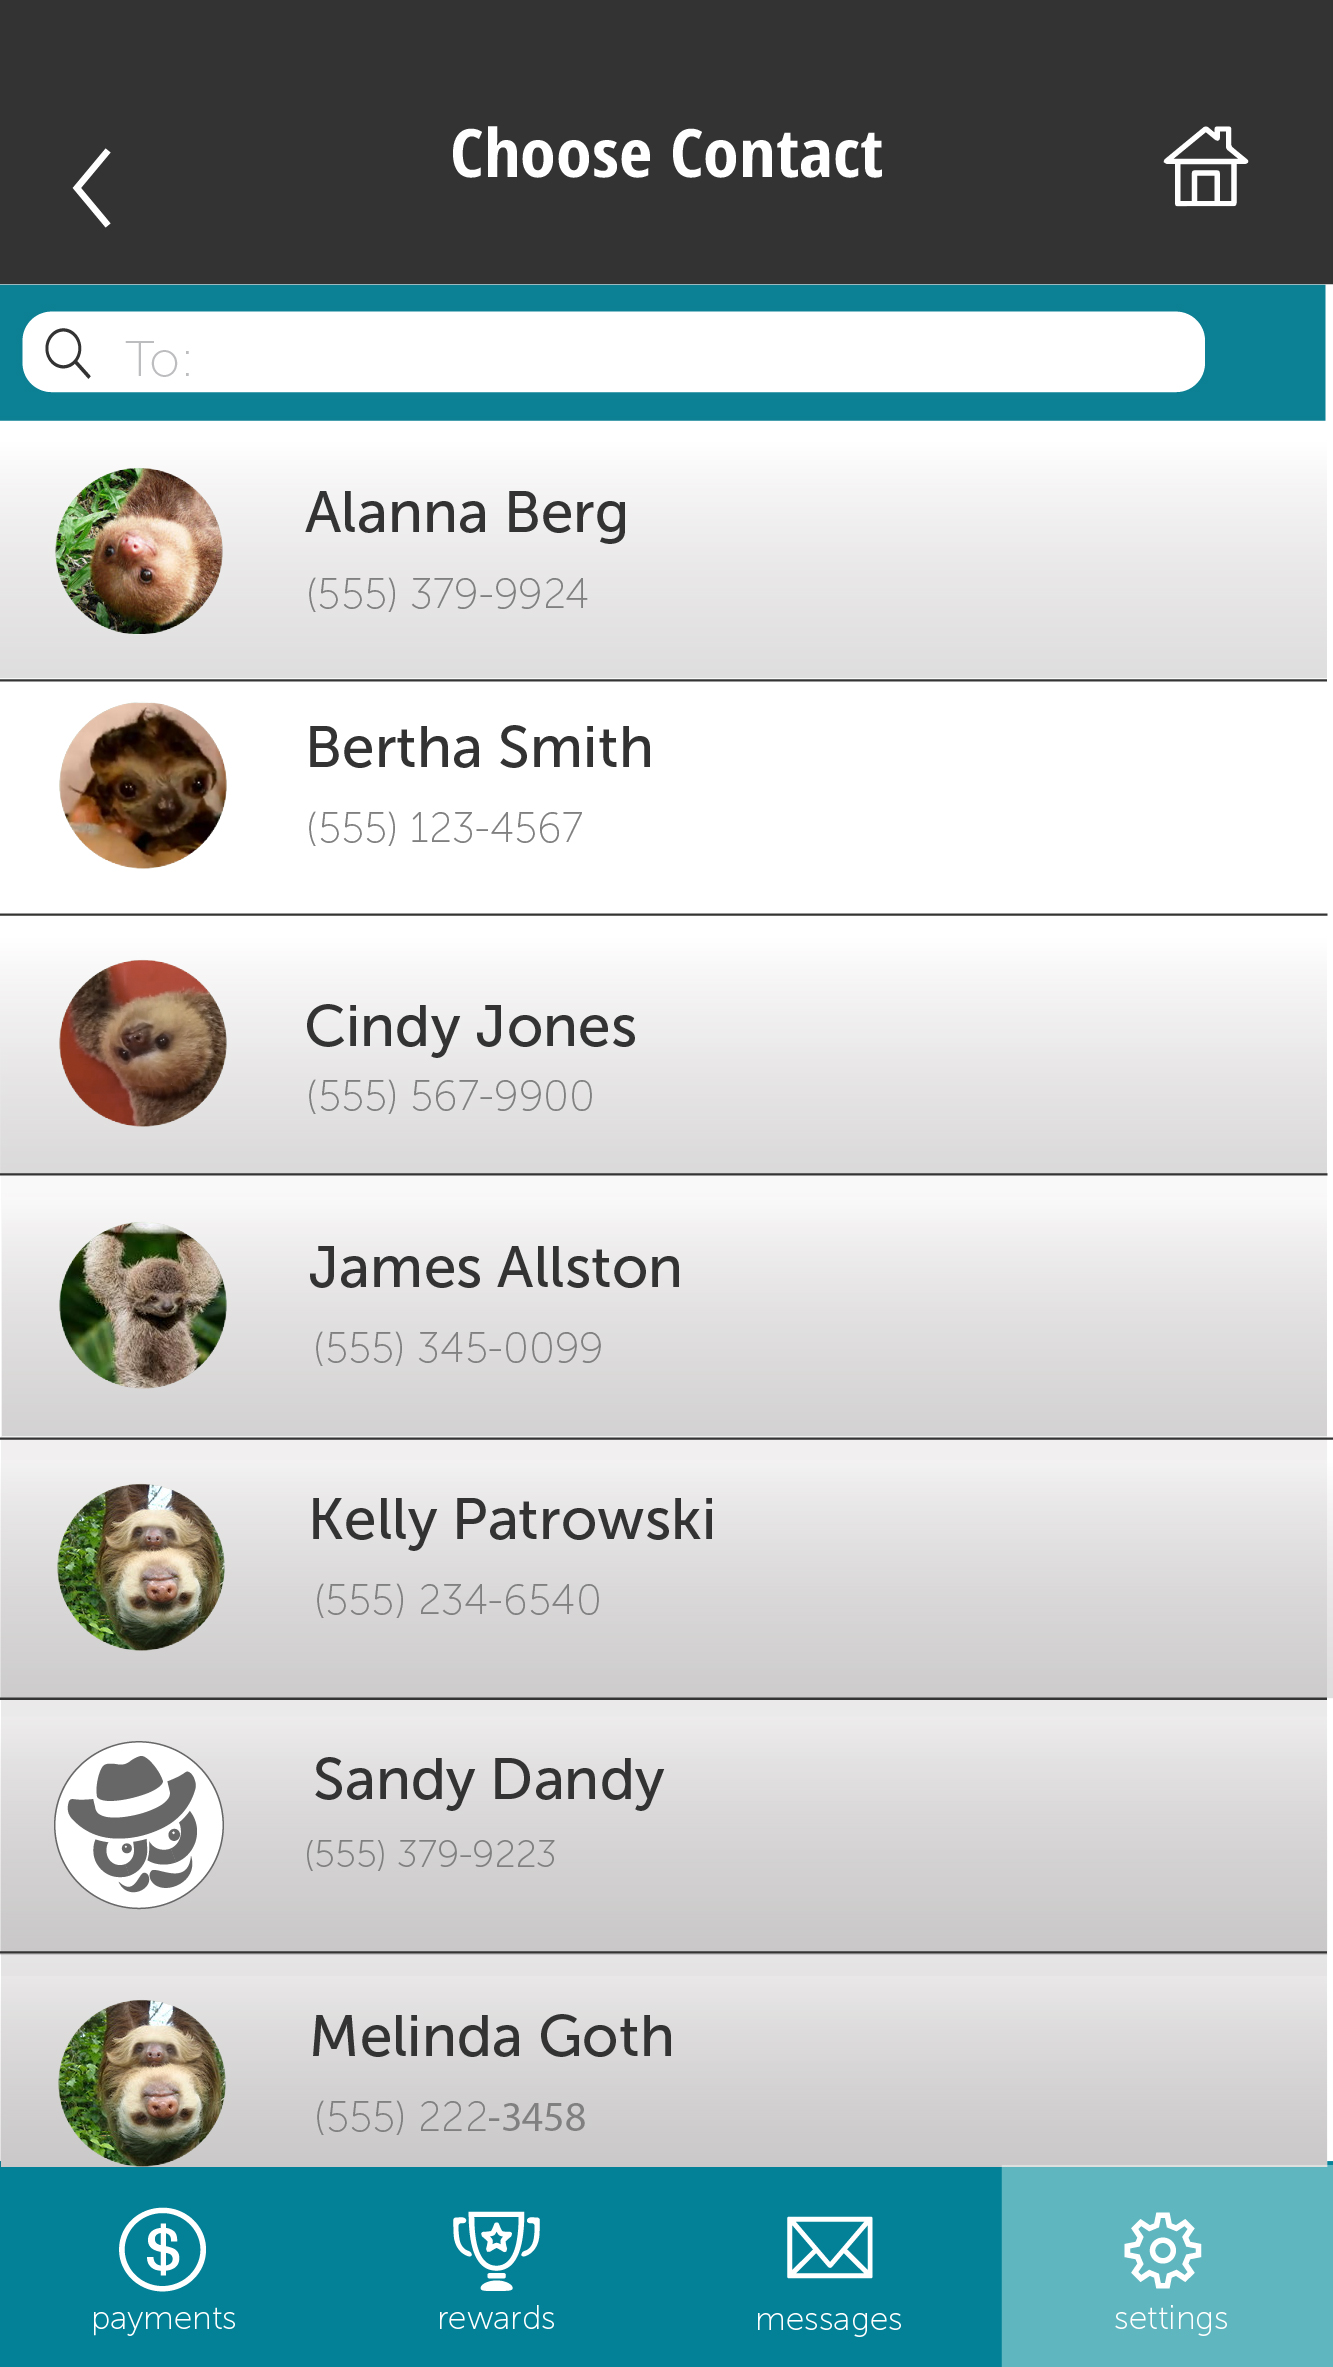 Choose Contact
To:
Alanna Berg
(555) 379-9924
Bertha Smith
(555) 123-4567
Cindy Jones
(555) 567-9900
James Allston
(555) 345-0099
Kelly Patrowski
(555) 234-6540
Sandy Dandy
(555) 379-9223
Melinda Goth
(555) 222-3458
$
payments rewards messages settings